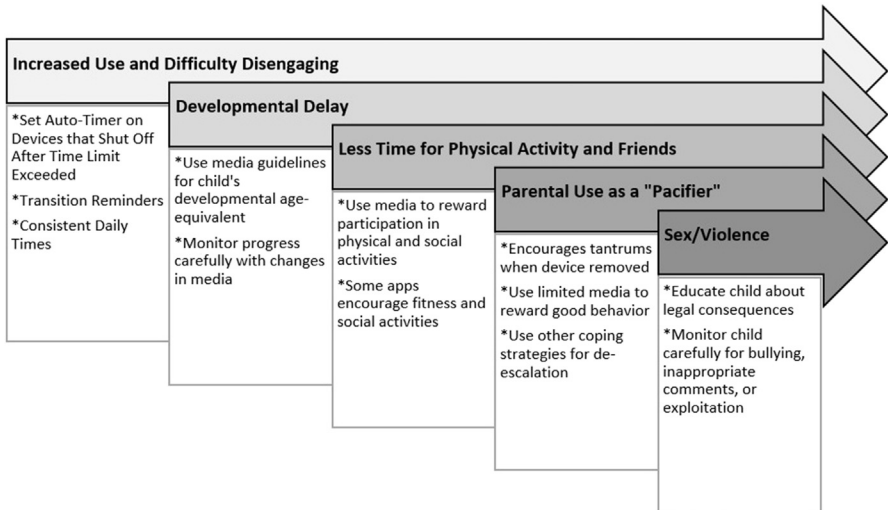 Increased Use and Difficulty Disengaging
*Set Auto-Timer on
Devices that Shut Off
After Time Limit
Exceeded
*Transition Reminders
*Consistent Daily
Times
Developmental Delay
*Use media guidelines
for child's
developmental age-
equivalent
*Monitor progress
carefully with changes
in media
Less Time for Physical Activity and Friends
*Use media to reward
participation in
physical and social
activities
*Some apps
encourage fitness and
social activities
Parental Use as a "Pacifier"
*Encourages tantrums
when device removed
*Use limited media to
reward good behavior
*Use other coping
strategies for de-
escalation
Sex/Violence
*Educate child about
legal consequences
*Monitor child
carefully for bullying,
inappropriate
comments, or
exploitation